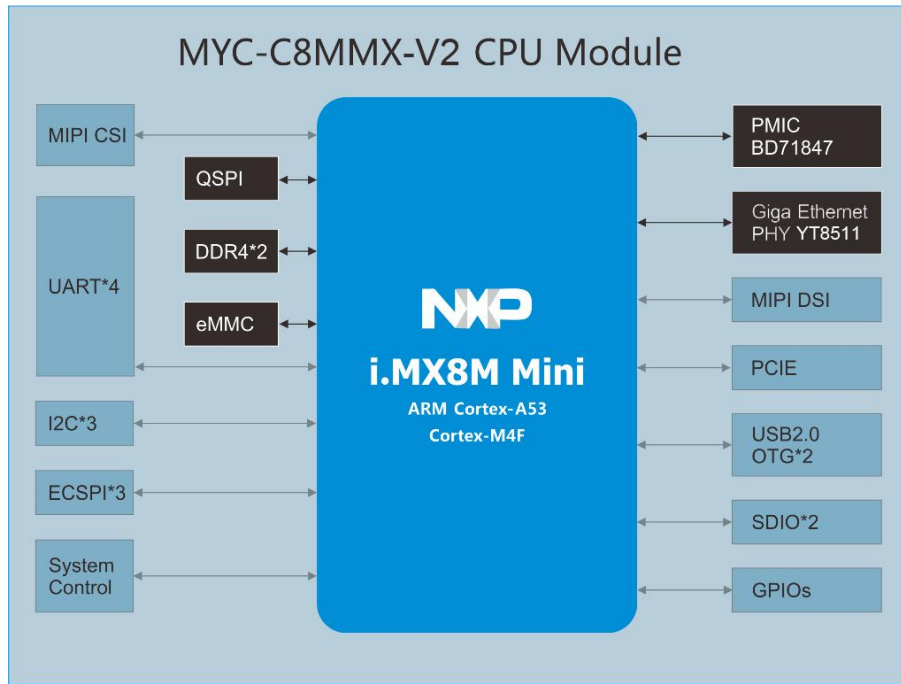 MYC-C8MMX-V2 CPU Module
MIPI CSI
QSPI
UART*4
DDR4*2
eMMC
I2C*3
ECSPI*3
System
Control
NXP
i.MX8M Mini
ARM Cortex-A53
Cortex-M4F
PMIC
BD71847
Giga Ethernet
PHY YT8511
MIPI DSI
PCIE
USB2.0
OTG*2
SDIO*2
GPIOs